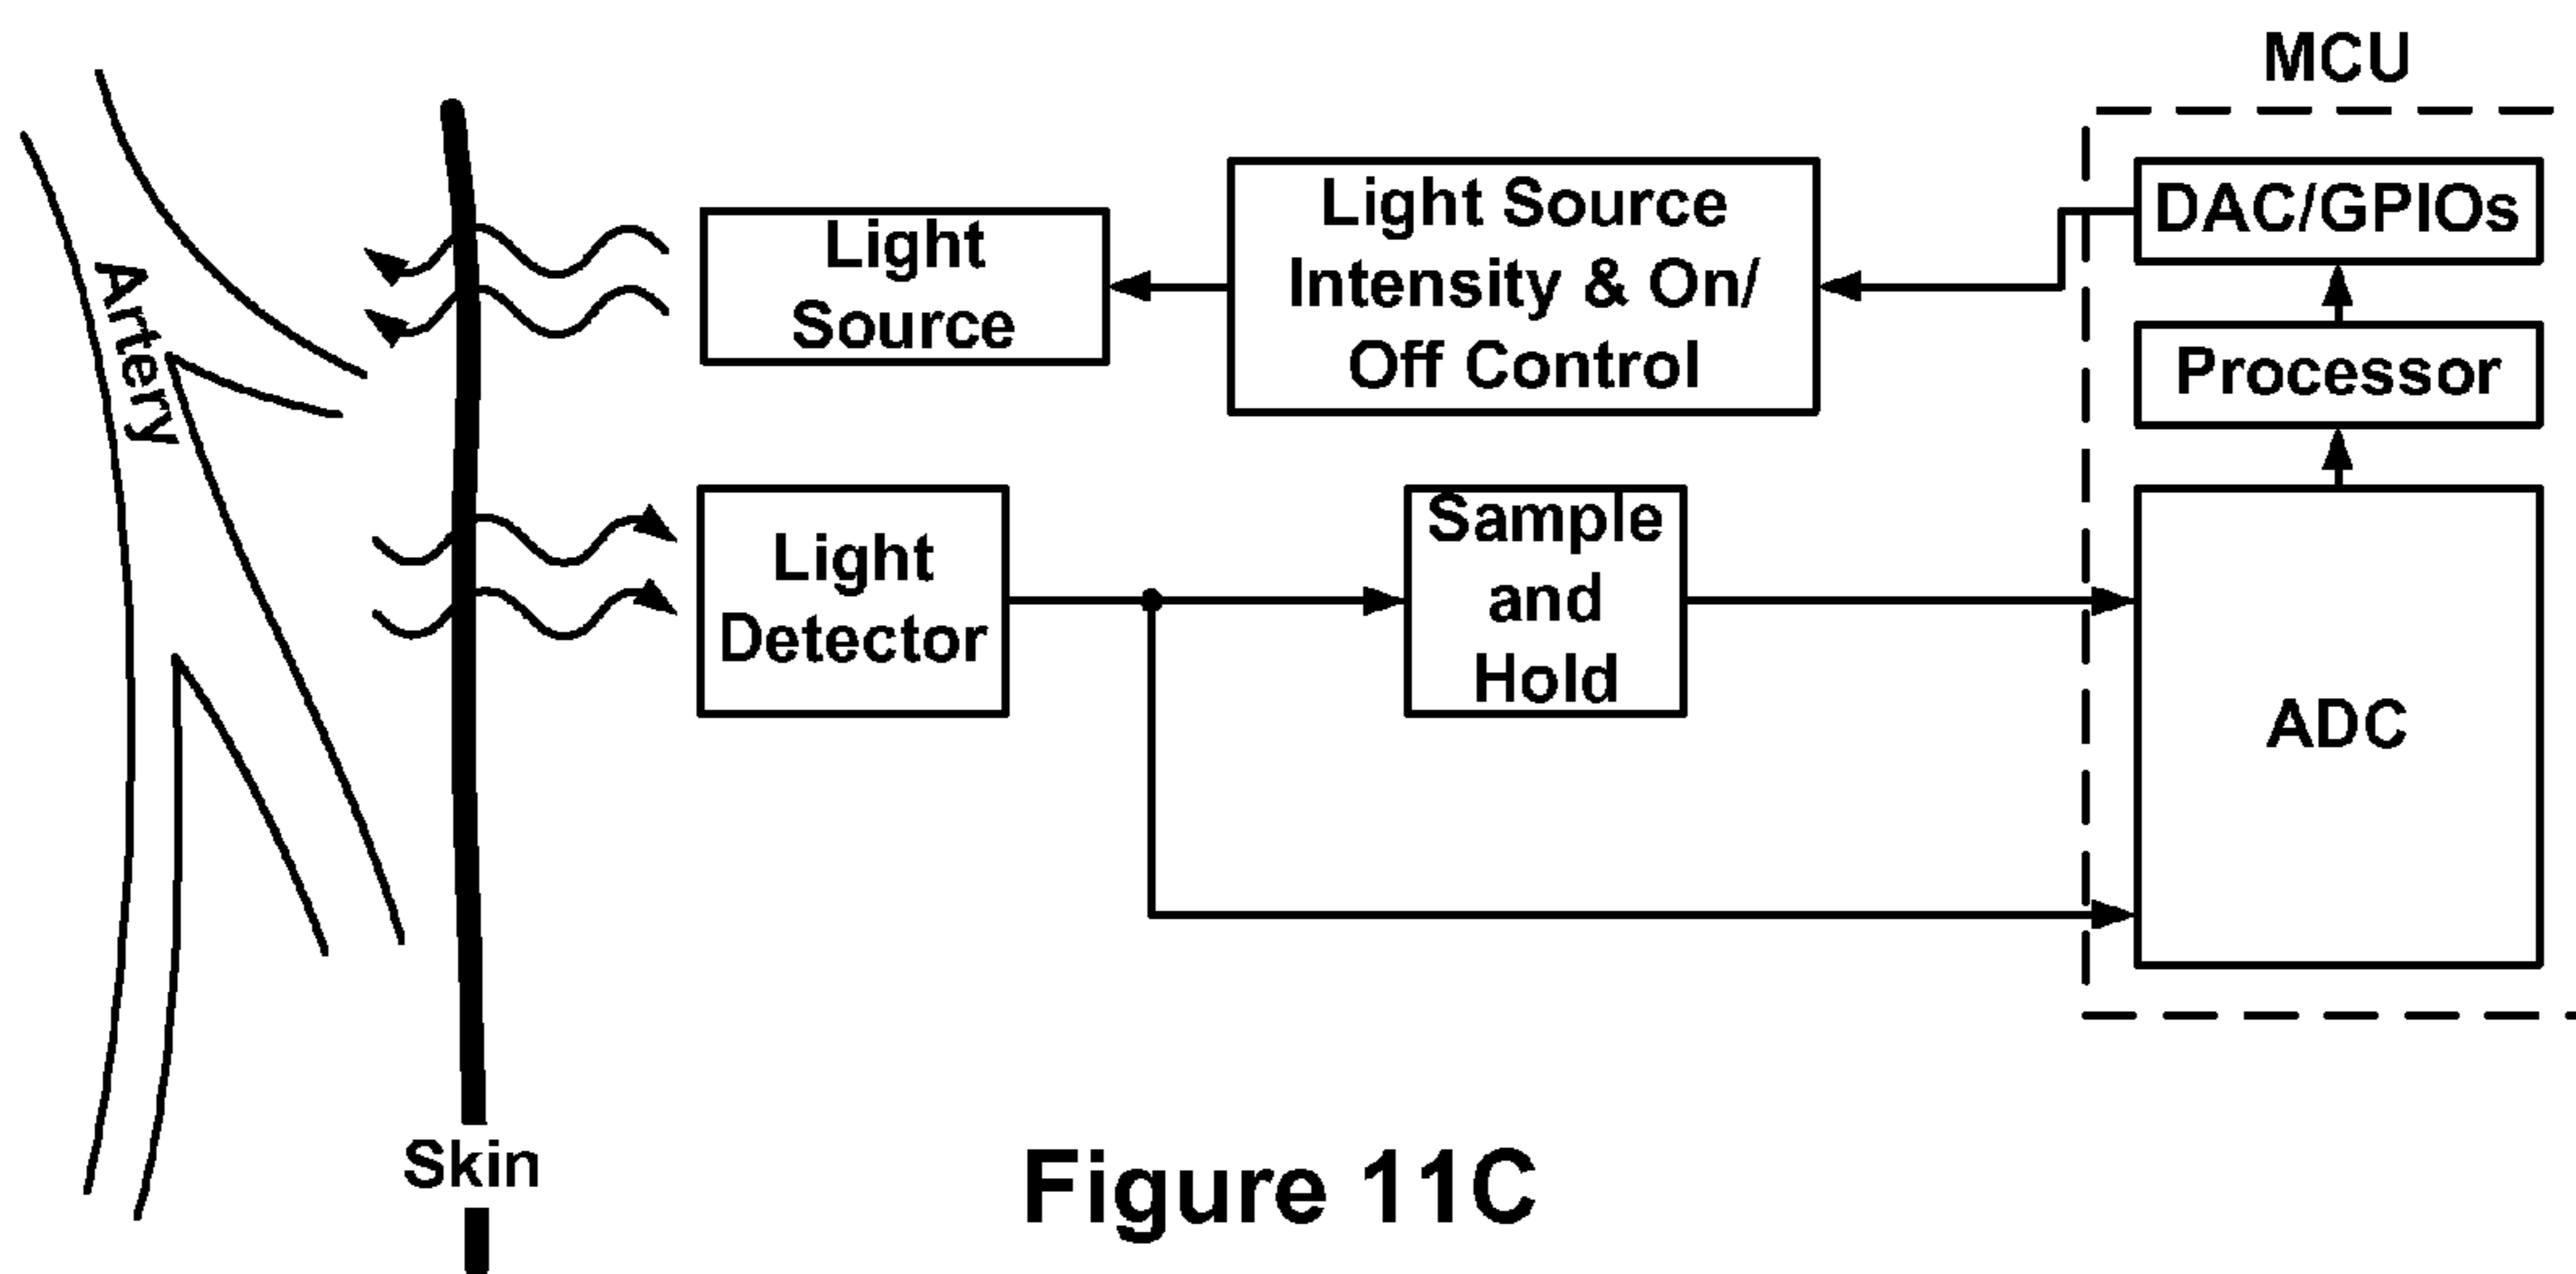 MCU
DAC/GPIOs
Light Source
Intensity & On/
Off Control
Light
Source
Artery
Processor
Light
Detector
Sample
and
Hold
ADC
Skin
Figure 11C